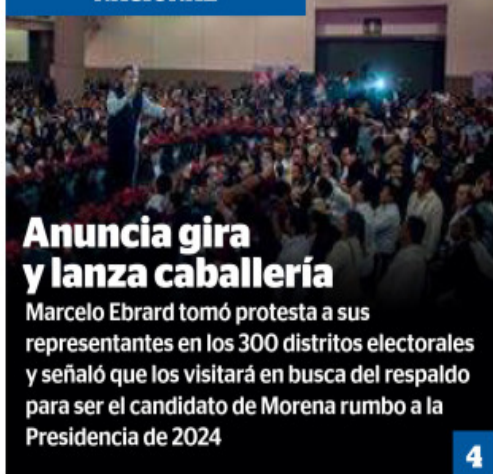 Anuncia gira
y lanza caballería
Marcelo Ebrard tomó protesta a sus
representantes en los 300 distritos electorales
y señaló que los visitará en busca del respaldo
para ser el candidato de Morena rumbo a la
Presidencia de 2024
4